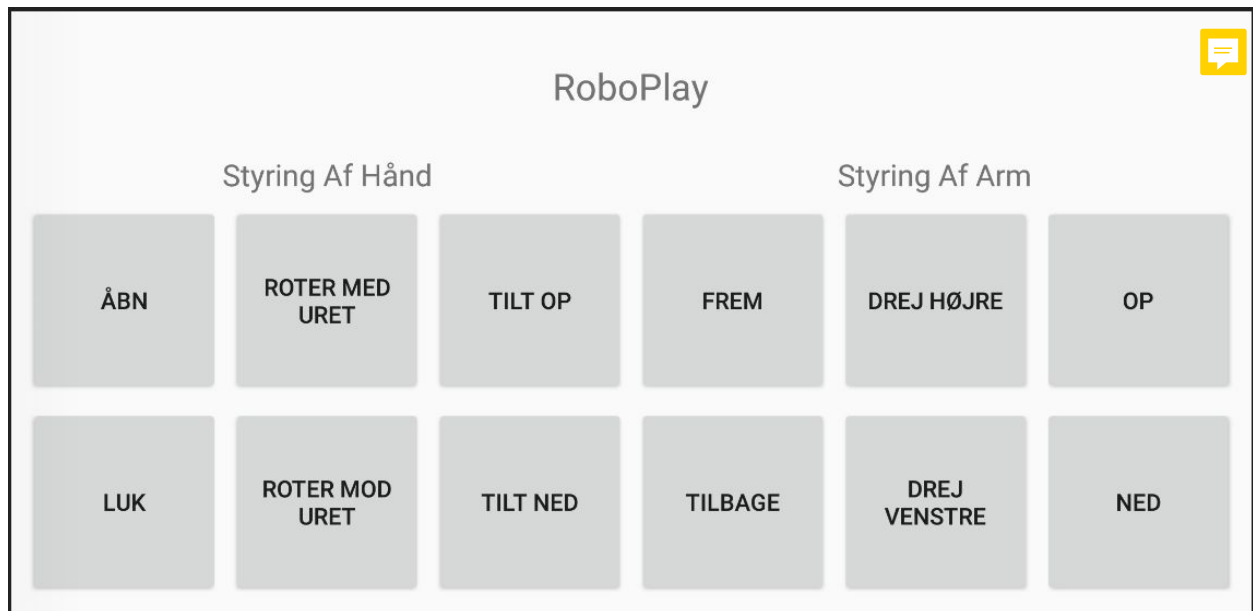 RoboPlay
Styring Af Hånd
Styring Af Arm
ÅBN
ROTER MED
URET
TILT OP
FREM
DREJ HØJRE
OP
LUK
ROTER MOD
URET
TILT NED
TILBAGE
DREJ
VENSTRE
NED